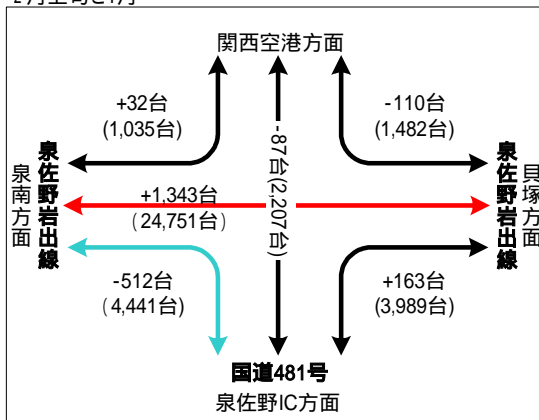 関西空港方面
+32台
(1,035台)
-110台
(1,482台)
-87台(2,207台)
泉南方面
泉佐野岩出線
+1,343台
(24,751台)
泉佐野岩出線
貝塚方面
-512台
(4,441台)
+163台
(3,989台)
国道481号
泉佐野IC方面